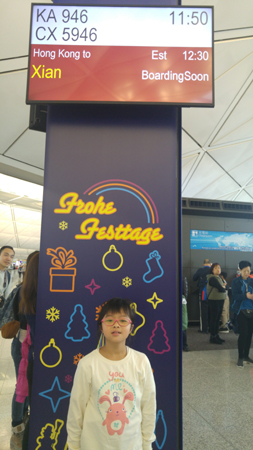 KA 946 11:50
CX 5946
Hong Kong to Est 12:30
Xian BoardingSoon
Frohe
Festtage